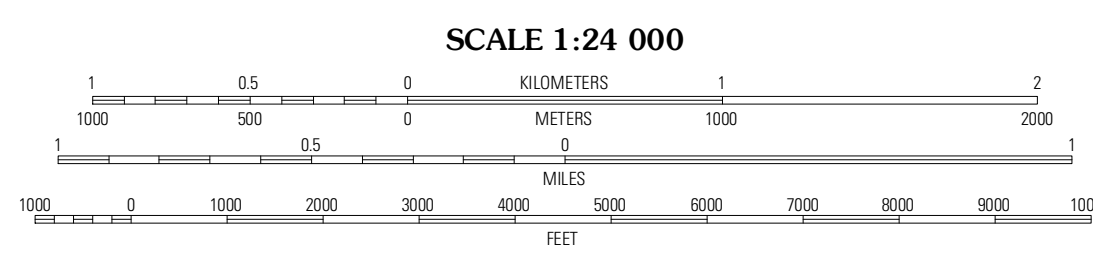 SCALE 1:24 000
1 0.5 0 KILOMETERS 1 2
1000 500 0 METERS 1000 2000
1 0.5 0 1
MILES
1000 0 1000 2000 3000 4000 5000 6000 7000 8000 9000 100
FEET